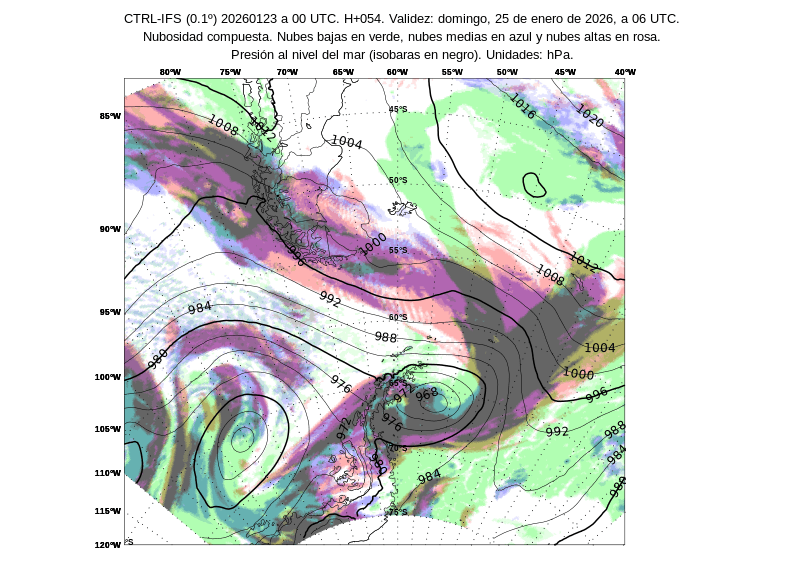 CTRL-IFS (0.1º) 20260123 a 00 UTC. H+054. Validez: domingo, 25 de enero de 2026, a 06 UTC.
Nubosidad compuesta. Nubes bajas en verde, nubes medias en azul y nubes altas en rosa.
Presión al nivel del mar (isobaras en negro). Unidades: hPa.
80°W 75°W 70°W 65°W 60°W 55°W 50°W 45°W 40°W
85°W
45°S
1016
1020
1008
1004
50°S
90°W
1000
55°S
996
1012
1008
992
984
95°W
60°S
988
1004
980
1000
100°W
976
65°S
968
996
972
976
105°W
992
988
984
980
110°W
984
115°W
75°S
120°W
°S